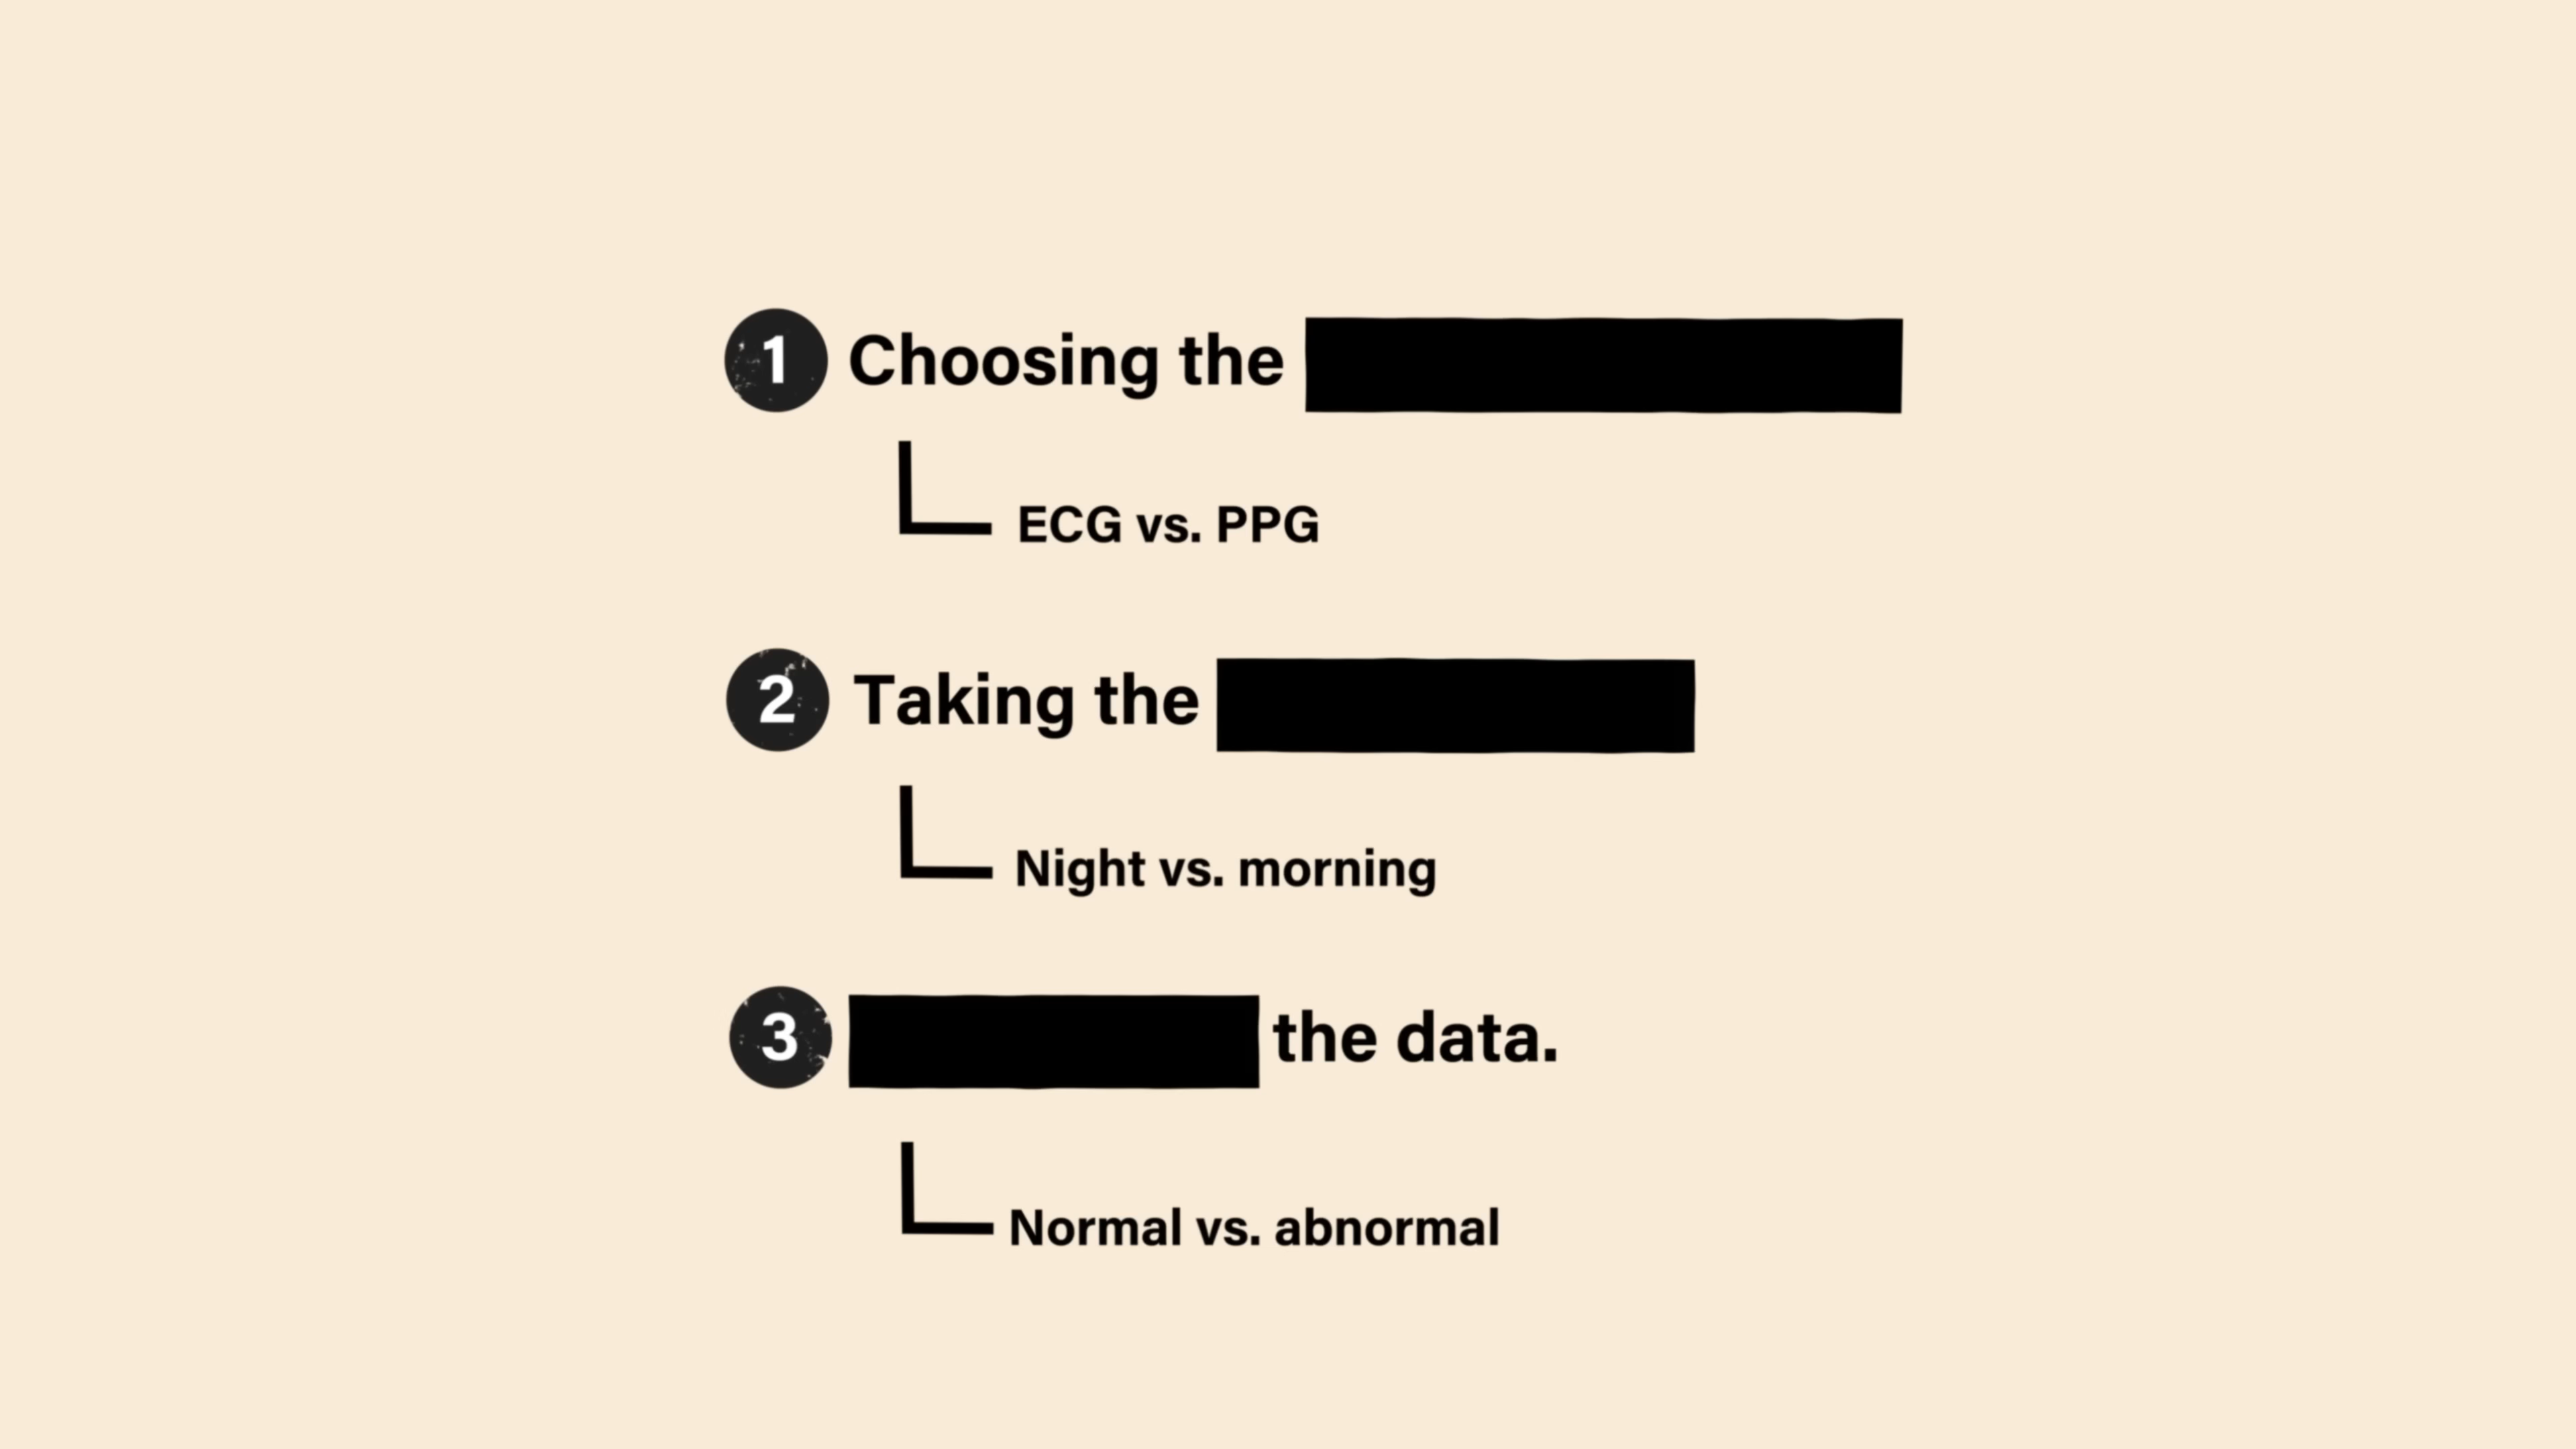 1 Choosing the
ECG vs. PPG
2 Taking the
Night vs. morning
3 the data.
Normal vs. abnormal